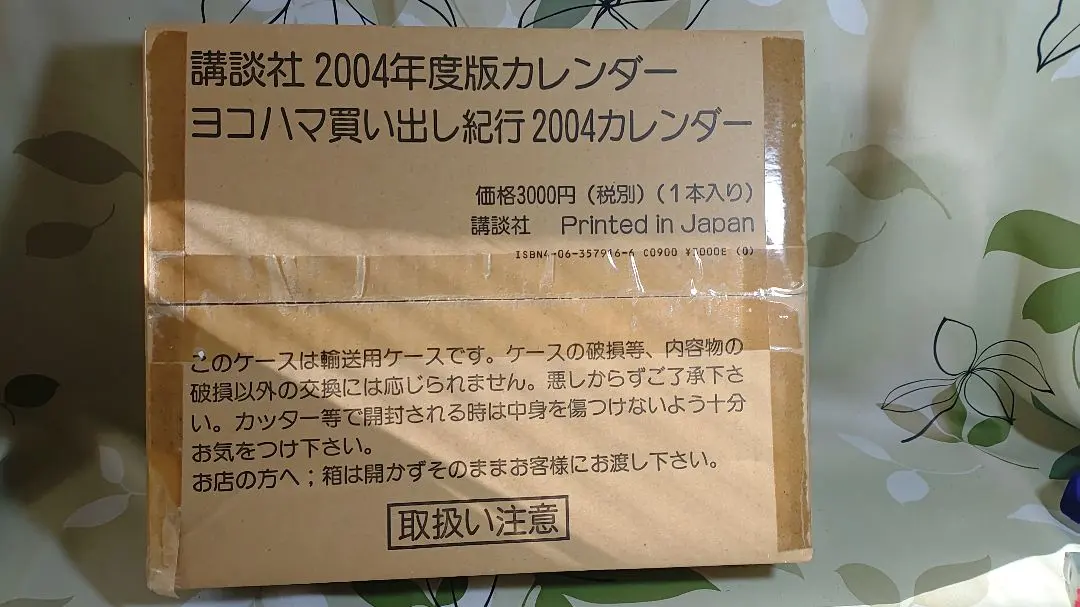 講談社 2004年度版カレンダー
ヨコハマ買い出し紀行 2004カレンダー
価格3000円（税別）（1本入り）
講談社 Printed in Japan
ISBN4-06-357916-6 C0900 ¥3000E (0)
このケースは輸送用ケースです。ケースの破損等、内容物の
破損以外の交換には応じられません。悪しからずご了承下さ
い。カッター等で開封される時は中身を傷つけないよう十分
お気をつけ下さい。
お店の方へ；箱は開かずそのままお客様にお渡し下さい。
取扱い注意